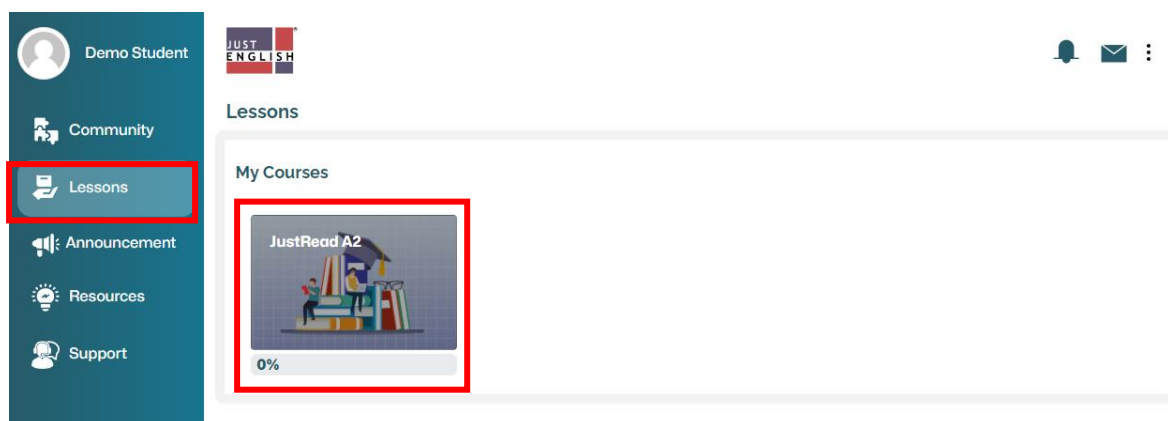 Demo Student
Community
Lessons
Announcement
Resources
Support
JUST
ENGLISH
Lessons
My Courses
JustRead A2
0%